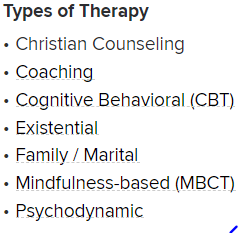 Types of Therapy
• Christian Counseling
• Coaching
• Cognitive Behavioral (CBT)
• Existential
• Family / Marital
• Mindfulness-based (MBCT)
• Psychodynamic